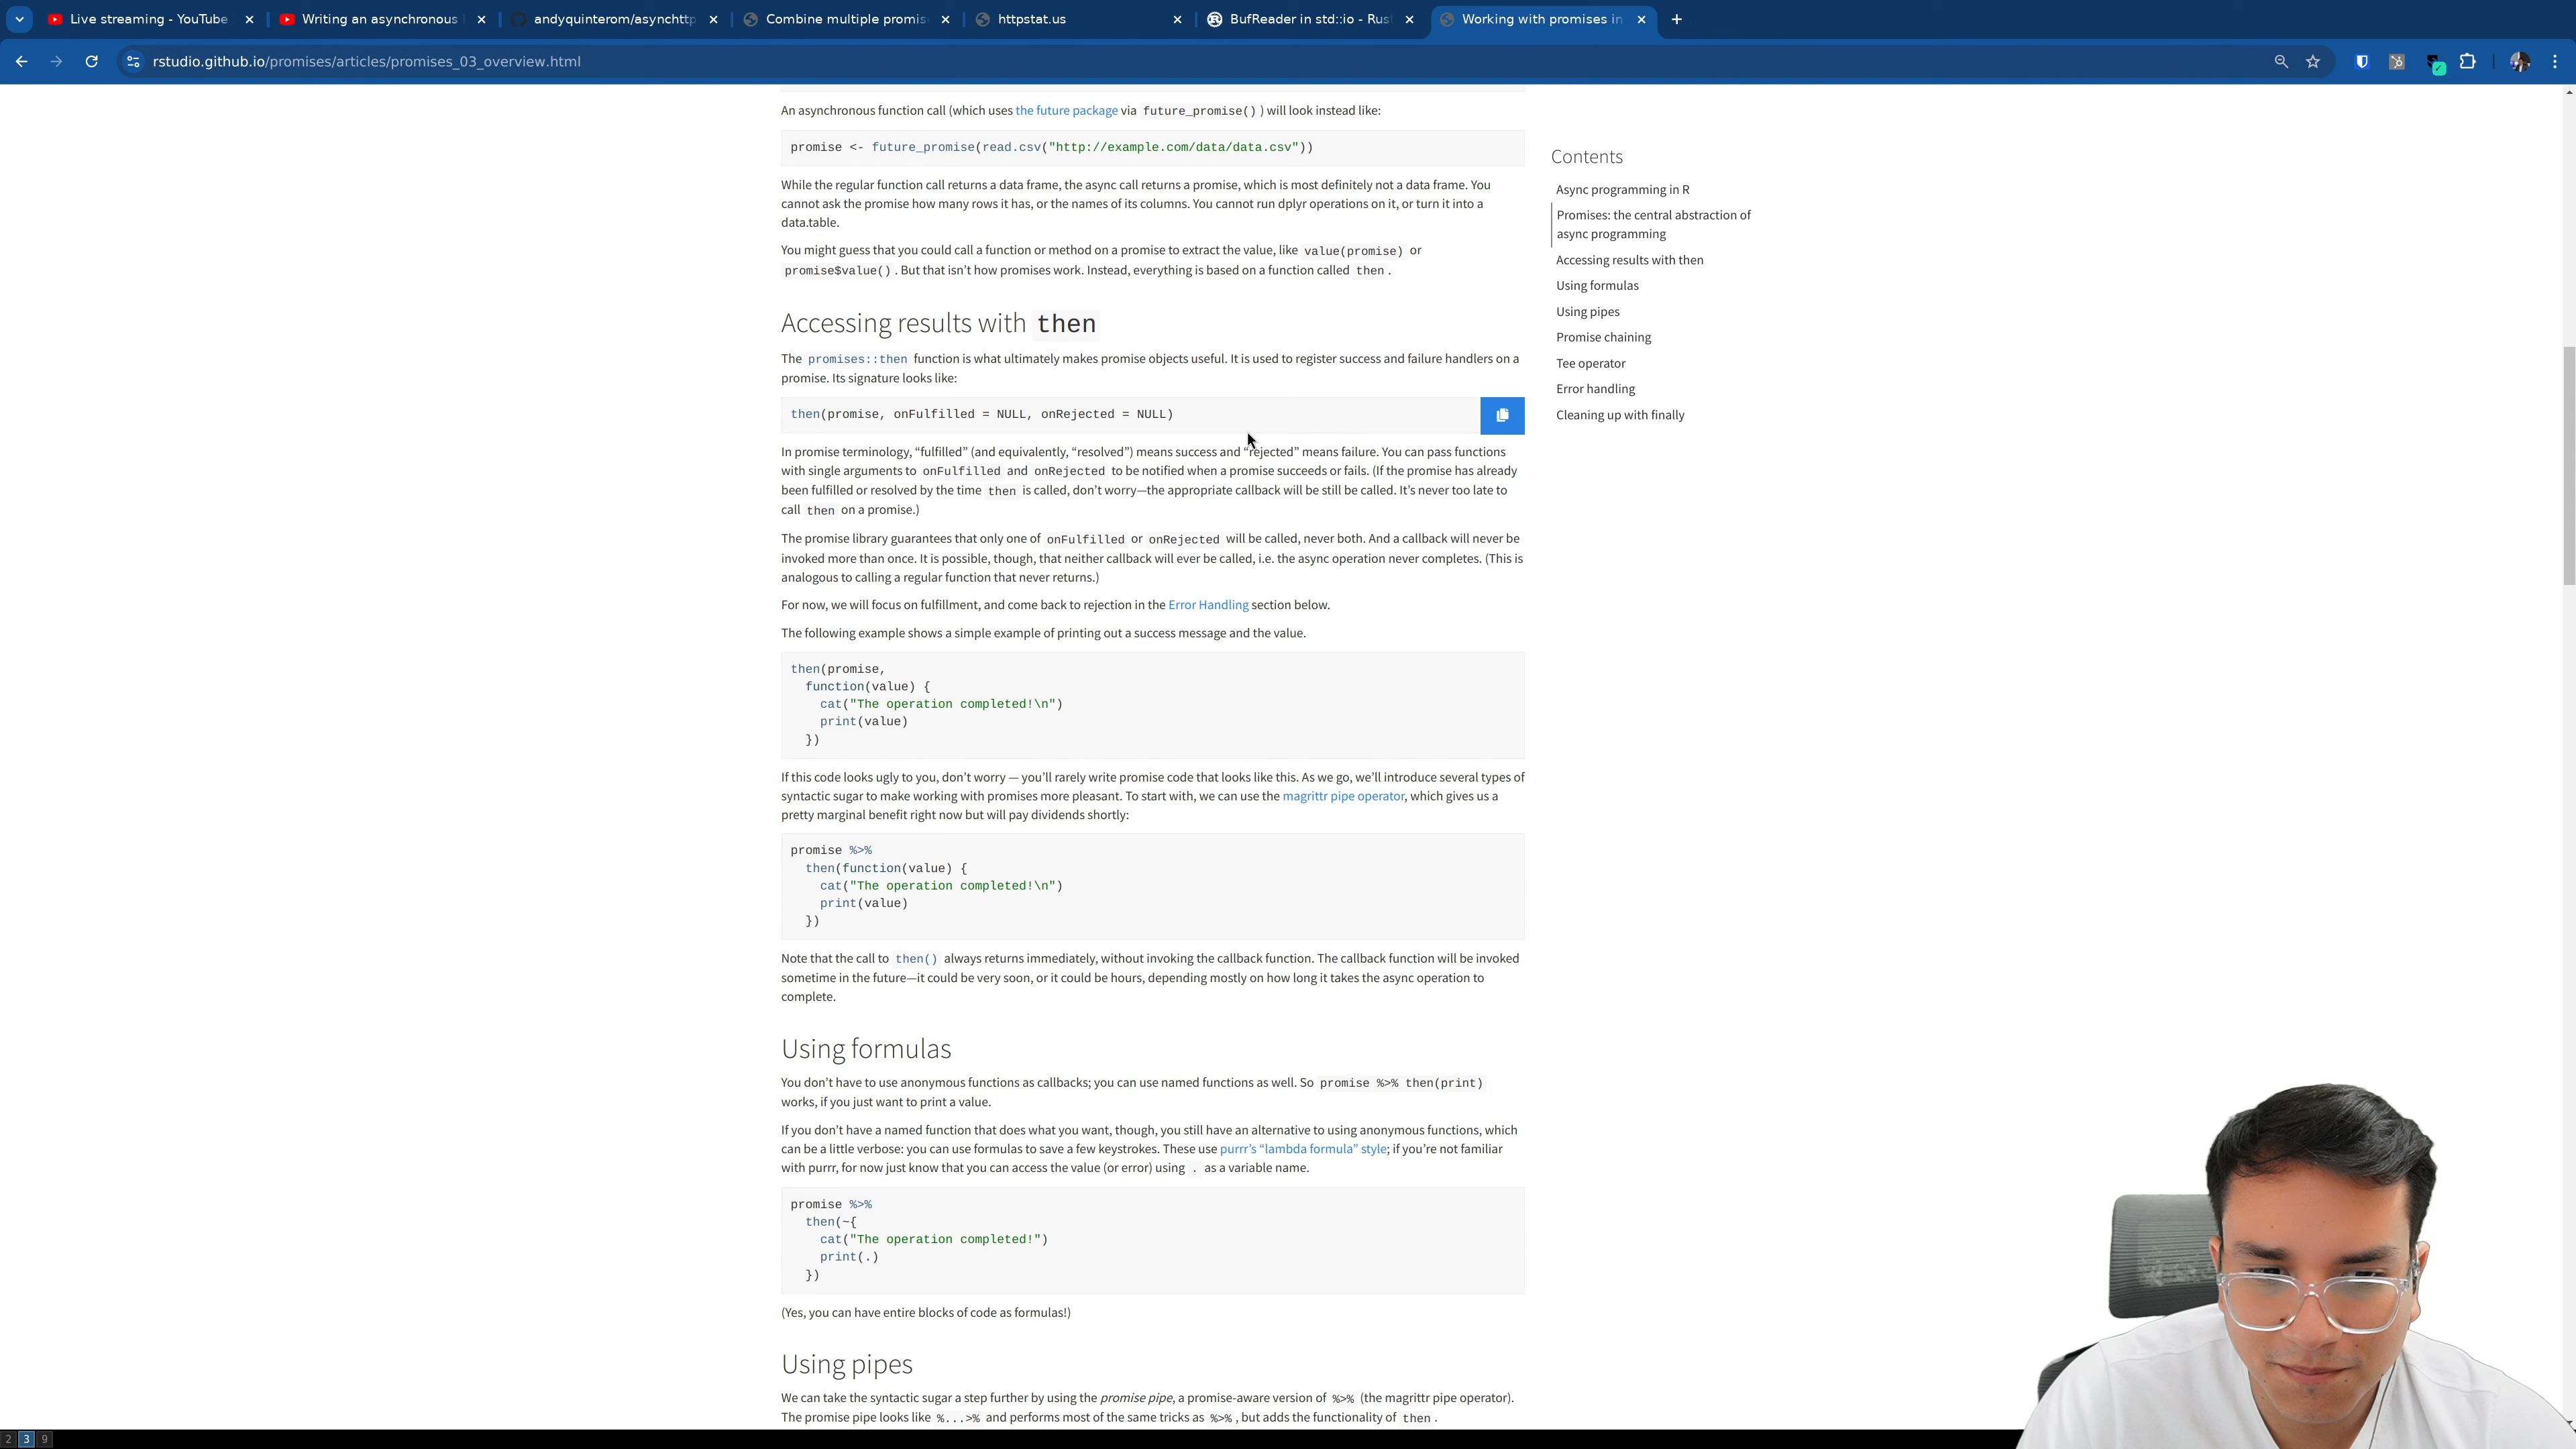 Live streaming - YouTube
Writing an asynchronous
andyquinterom/asynchttp
Combine multiple promis
httpstat.us
BufReader in std::io - Rus
Working with promises in
rstudio.github.io/promises/articles/promises_03_overview.html
An asynchronous function call (which uses the future package via future_promise() ) will look instead like:
promise <- future_promise(read.csv("http://example.com/data/data.csv"))
While the regular function call returns a data frame, the async call returns a promise, which is most definitely not a data frame. You
cannot ask the promise how many rows it has, or the names of its columns. You cannot run dplyr operations on it, or turn it into a
data.table.
You might guess that you could call a function or method on a promise to extract the value, like value(promise) or
promise$value() . But that isn’t how promises work. Instead, everything is based on a function called then .
Accessing results with then
The promises::then function is what ultimately makes promise objects useful. It is used to register success and failure handlers on a
promise. Its signature looks like:
then(promise, onFulfilled = NULL, onRejected = NULL)
In promise terminology, “fulfilled” (and equivalently, “resolved”) means success and “rejected” means failure. You can pass functions
with single arguments to onFulfilled and onRejected to be notified when a promise succeeds or fails. (If the promise has already
been fulfilled or resolved by the time then is called, don’t worry—the appropriate callback will be still be called. It’s never too late to
call then on a promise.)
The promise library guarantees that only one of onFulfilled or onRejected will be called, never both. And a callback will never be
invoked more than once. It is possible, though, that neither callback will ever be called, i.e. the async operation never completes. (This is
analogous to calling a regular function that never returns.)
For now, we will focus on fulfillment, and come back to rejection in the Error Handling section below.
The following example shows a simple example of printing out a success message and the value.
then(promise,
function(value) {
cat("The operation completed!\n")
print(value)
})
If this code looks ugly to you, don’t worry — you’ll rarely write promise code that looks like this. As we go, we’ll introduce several types of
syntactic sugar to make working with promises more pleasant. To start with, we can use the magrittr pipe operator, which gives us a
pretty marginal benefit right now but will pay dividends shortly:
promise %>%
then(function(value) {
cat("The operation completed!\n")
print(value)
})
Note that the call to then() always returns immediately, without invoking the callback function. The callback function will be invoked
sometime in the future—it could be very soon, or it could be hours, depending mostly on how long it takes the async operation to
complete.
Using formulas
You don’t have to use anonymous functions as callbacks; you can use named functions as well. So promise %>% then(print)
works, if you just want to print a value.
If you don’t have a named function that does what you want, though, you still have an alternative to using anonymous functions, which
can be a little verbose: you can use formulas to save a few keystrokes. These use purrr’s “lambda formula” style; if you’re not familiar
with purrr, for now just know that you can access the value (or error) using . as a variable name.
promise %>%
then(~{
cat("The operation completed!")
print(.)
})
(Yes, you can have entire blocks of code as formulas!)
Using pipes
We can take the syntactic sugar a step further by using the promise pipe, a promise-aware version of %>% (the magrittr pipe operator).
The promise pipe looks like %...>% and performs most of the same tricks as %>% , but adds the functionality of then .
Contents
Async programming in R
Promises: the central abstraction of
async programming
Accessing results with then
Using formulas
Using pipes
Promise chaining
Tee operator
Error handling
Cleaning up with finally
2 3 9